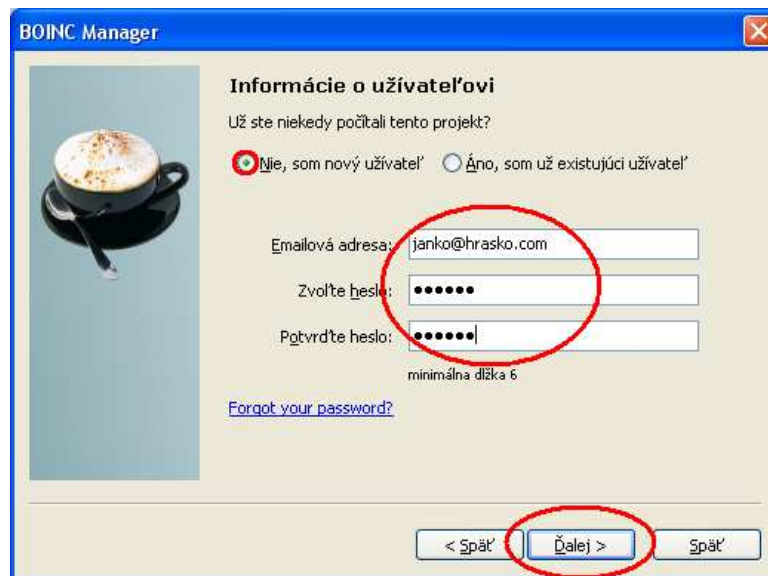 BOINC Manager
Informácie o užívateľovi
Už ste niekedy počítali tento projekt?
Nie, som nový užívateľ Áno, som už existujúci užívateľ
Emailová adresa: janko@hrasko.com
Zvoľte heslo: ●●●●●●
Potvrďte heslo: ●●●●●●
minimálna dĺžka 6
Forgot your password?
< Späť Ďalej > Späť